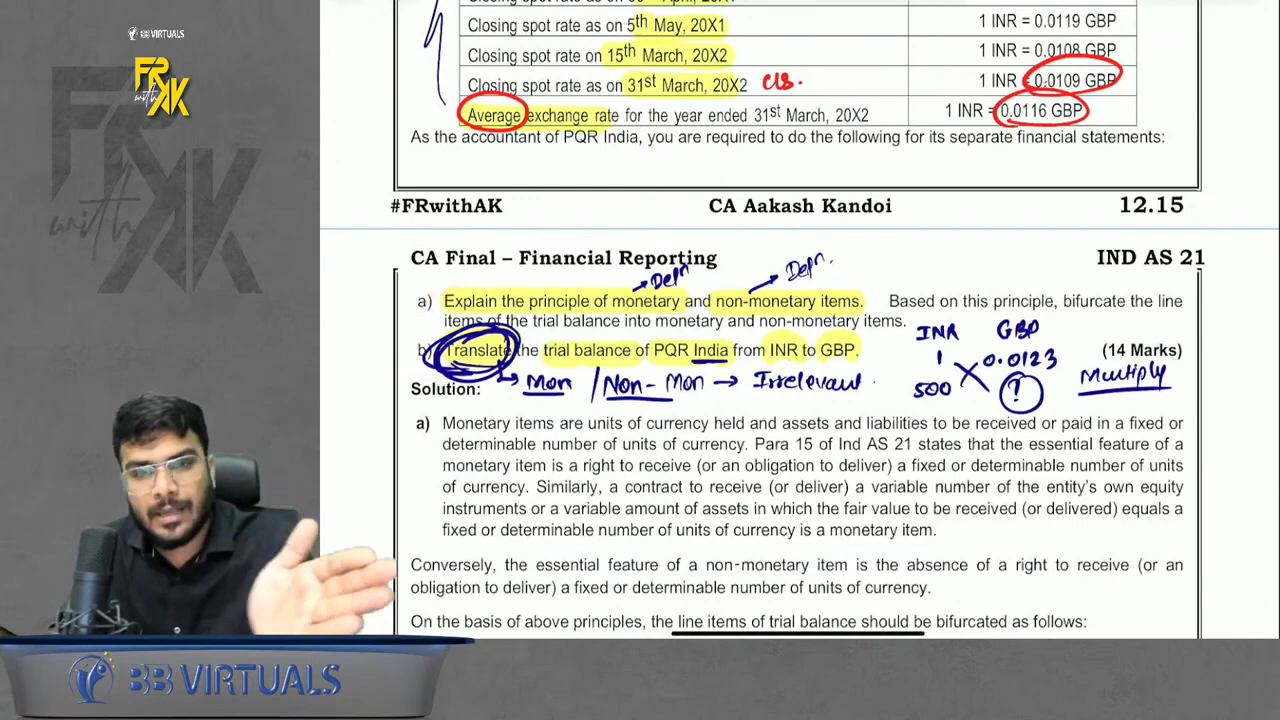 BB VIRTUALS
FR
with
AK
FR
with
AK
Closing spot rate as on 5th May, 20X1 1 INR = 0.0119 GBP
Closing spot rate on 15th March, 20X2 1 INR = 0.0108 GBP
Closing spot rate as on 31st March, 20X2 cls. 1 INR = 0.0109 GBP
Average exchange rate for the year ended 31st March, 20X2 1 INR = 0.0116 GBP
As the accountant of PQR India, you are required to do the following for its separate financial statements:
#FRwithAK CA Aakash Kandoi 12.15
CA Final – Financial Reporting IND AS 21
Defn Defn.
a) Explain the principle of monetary and non-monetary items. Based on this principle, bifurcate the line
items of the trial balance into monetary and non-monetary items.
INR GBP
b) Translate the trial balance of PQR India from INR to GBP. (14 Marks)
1 0.0123
Multiply
Solution:
Mon / Non-Mon → Irrelevant.
500 ?
a) Monetary items are units of currency held and assets and liabilities to be received or paid in a fixed or
determinable number of units of currency. Para 15 of Ind AS 21 states that the essential feature of a
monetary item is a right to receive (or an obligation to deliver) a fixed or determinable number of units
of currency. Similarly, a contract to receive (or deliver) a variable number of the entity's own equity
instruments or a variable amount of assets in which the fair value to be received (or delivered) equals a
fixed or determinable number of units of currency is a monetary item.
Conversely, the essential feature of a non-monetary item is the absence of a right to receive (or an
obligation to deliver) a fixed or determinable number of units of currency.
On the basis of above principles, the line items of trial balance should be bifurcated as follows:
BB VIRTUALS